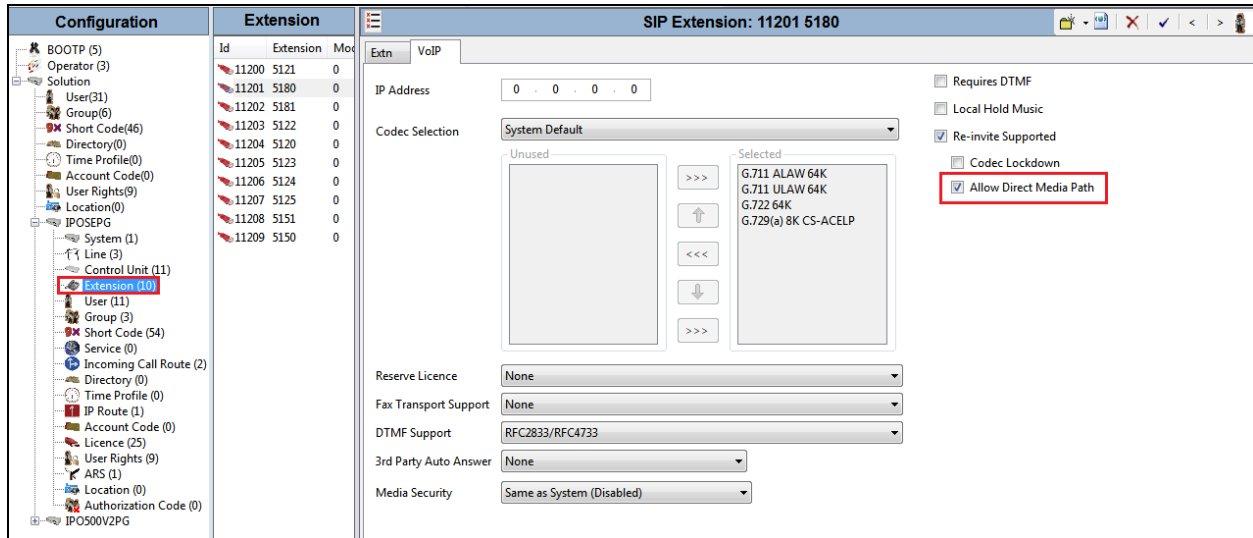 Configuration
BOOTP (5)
Operator (3)
Solution
User(31)
Group(6)
Short Code(46)
Directory(0)
Time Profile(0)
Account Code(0)
User Rights(9)
Location(0)
IPOSEPG
System (1)
Line (3)
Control Unit (11)
Extension (10)
User (11)
Group (3)
Short Code (54)
Service (0)
Incoming Call Route (2)
Directory (0)
Time Profile (0)
IP Route (1)
Account Code (0)
Licence (25)
User Rights (9)
ARS (1)
Location (0)
Authorization Code (0)
IPO500V2PG
Extension
Id Extension Mod
11200 5121 0
11201 5180 0
11202 5181 0
11203 5122 0
11204 5120 0
11205 5123 0
11206 5124 0
11207 5125 0
11208 5151 0
11209 5150 0
SIP Extension: 11201 5180
Extn VoIP
IP Address 0 . 0 . 0 . 0
Codec Selection System Default
Unused
>>>
<<<
>>>
Selected
G.711 ALAW 64K
G.711 ULAW 64K
G.722 64K
G.729(a) 8K CS-ACELP
Reserve Licence None
Fax Transport Support None
DTMF Support RFC2833/RFC4733
3rd Party Auto Answer None
Media Security Same as System (Disabled)
Requires DTMF
Local Hold Music
Re-invite Supported
Codec Lockdown
Allow Direct Media Path